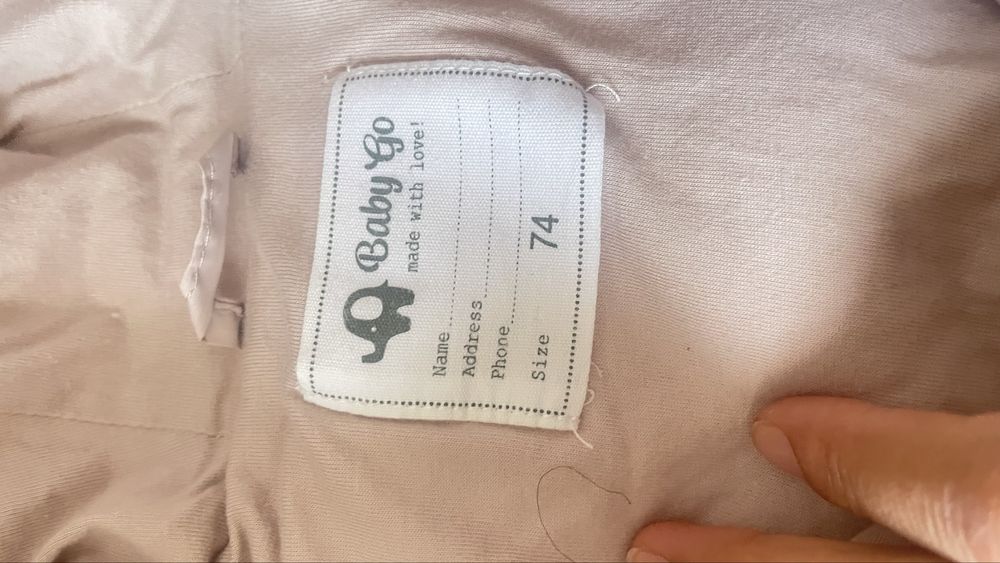 Baby Go
made with love!
Name
Address
Phone
Size 74